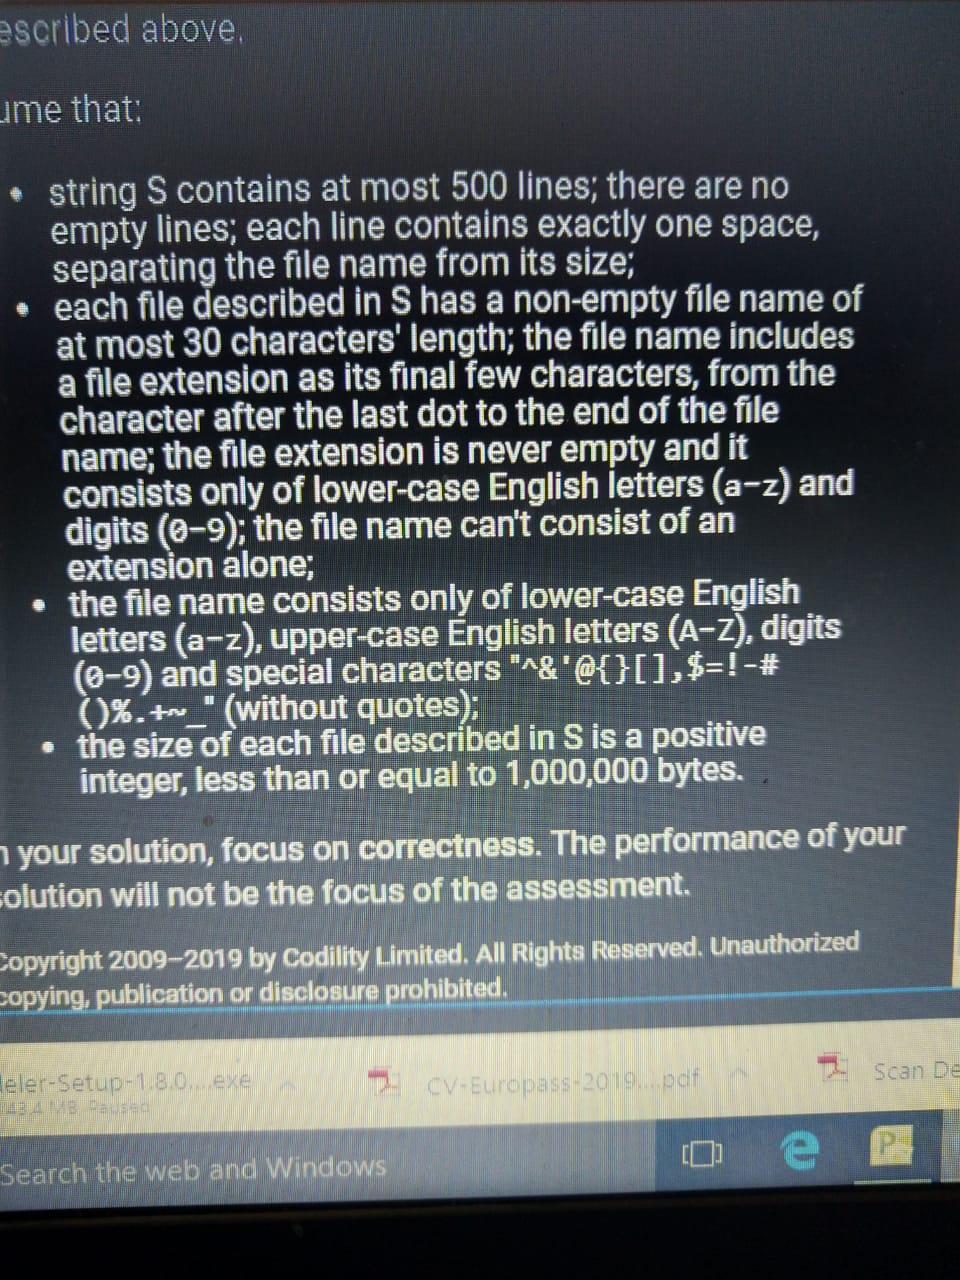 escribed above.
ume that:
• string S contains at most 500 lines; there are no
empty lines; each line contains exactly one space,
separating the file name from its size;
• each file described in S has a non-empty file name of
at most 30 characters' length; the file name includes
a file extension as its final few characters, from the
character after the last dot to the end of the file
name; the file extension is never empty and it
consists only of lower-case English letters (a-z) and
digits (0-9); the file name can't consist of an
extension alone;
• the file name consists only of lower-case English
letters (a-z), upper-case English letters (A-Z), digits
(0-9) and special characters "^&'@{}[],$=!-#
()%.+~_" (without quotes);
• the size of each file described in S is a positive
integer, less than or equal to 1,000,000 bytes.
n your solution, focus on correctness. The performance of your
solution will not be the focus of the assessment.
Copyright 2009–2019 by Codility Limited. All Rights Reserved. Unauthorized
copying, publication or disclosure prohibited.
eler-Setup-1.8.0....exe CV-Europass-2019....pdf Scan De
43.4 MB Paused
Search the web and Windows